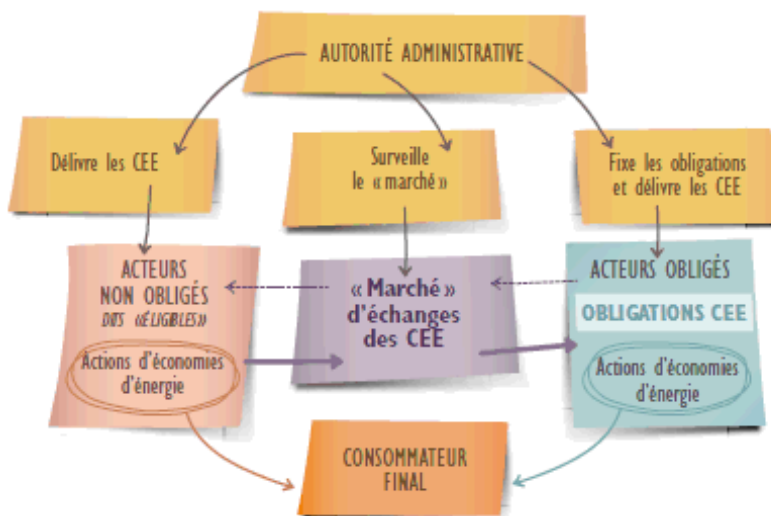 AUTORITÉ ADMINISTRATIVE
Délivre les CEE
Surveille
le « marché »
Fixe les obligations
et délivre les CEE
ACTEURS
NON OBLIGÉS
DITS «ÉLIGIBLES»
Actions d'économies
d'énergie
« Marché »
d'échanges
des CEE
ACTEURS OBLIGÉS
OBLIGATIONS CEE
Actions d'économies
d'énergie
CONSOMMATEUR
FINAL